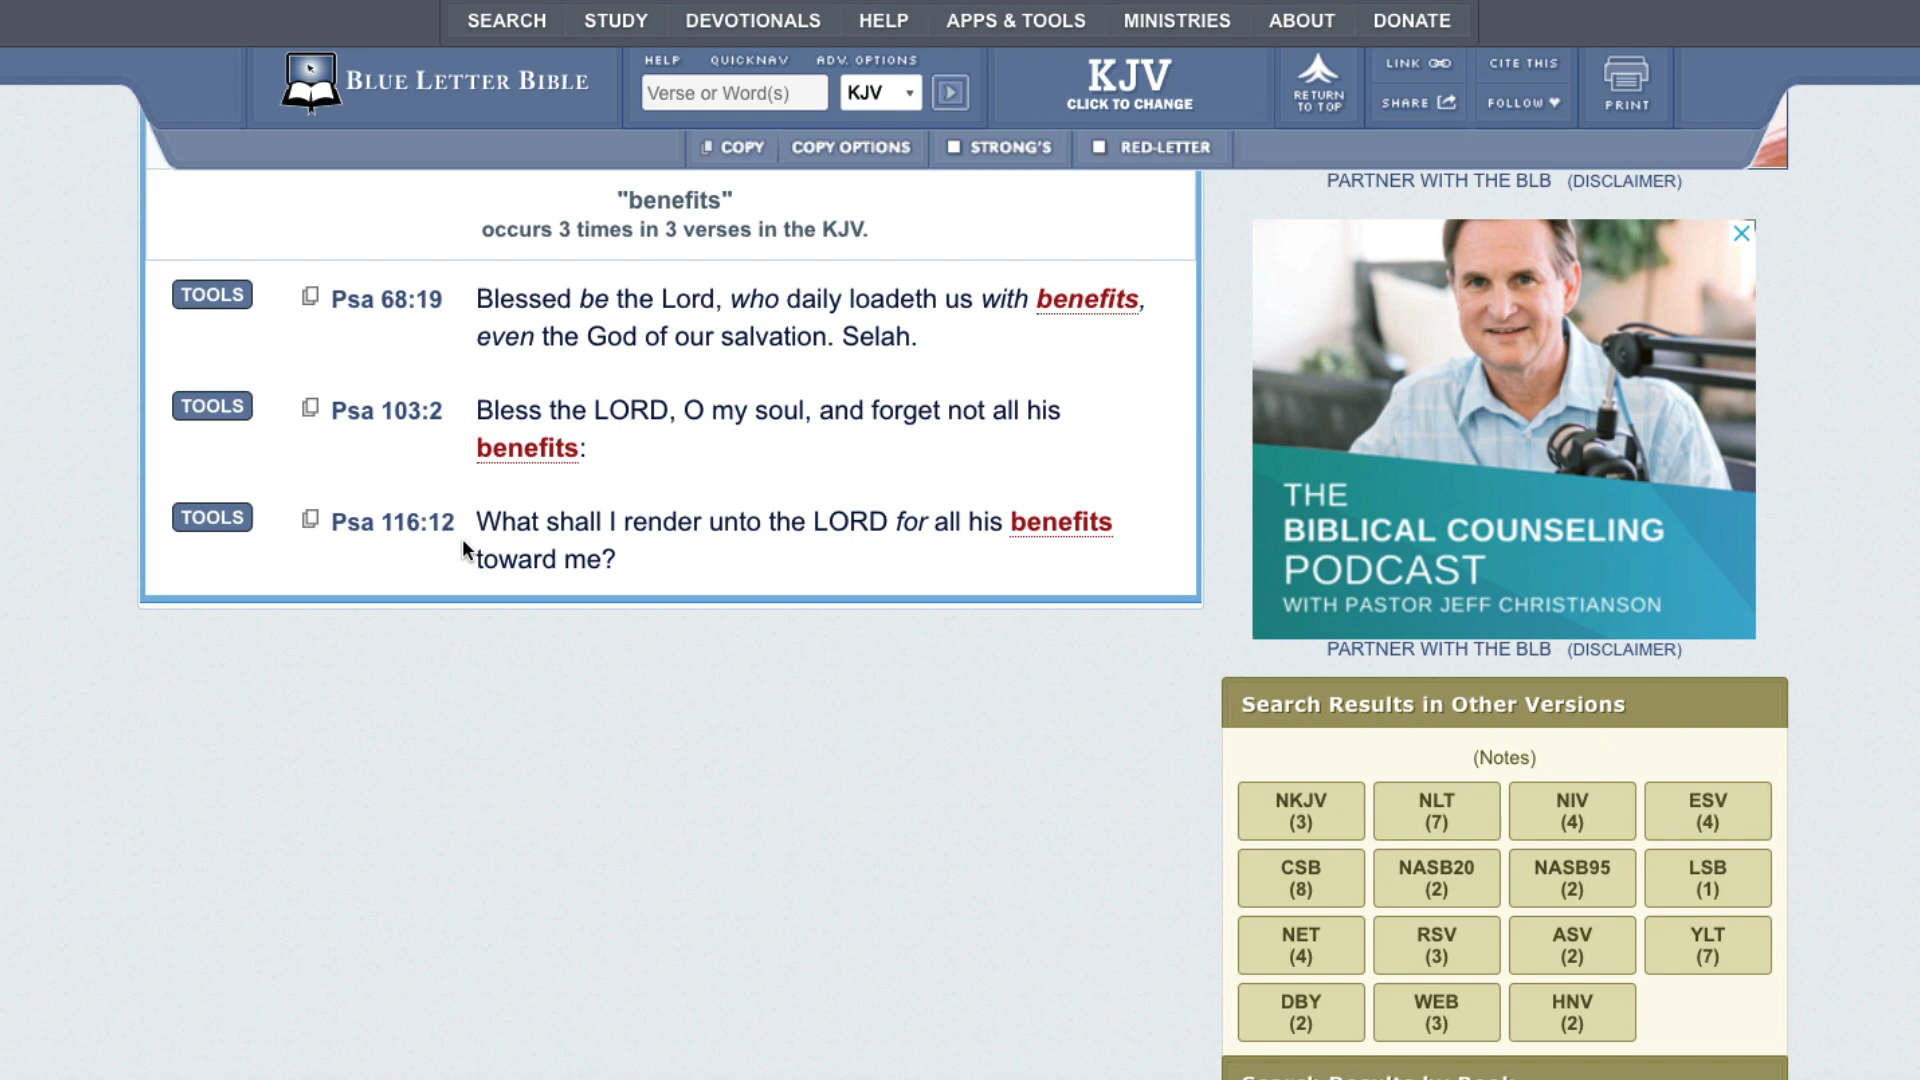 SEARCH STUDY DEVOTIONALS HELP APPS & TOOLS MINISTRIES ABOUT DONATE
BLUE LETTER BIBLE
HELP QUICKNAV ADV. OPTIONS
Verse or Word(s) KJV
KJV
CLICK TO CHANGE
RETURN
TO TOP
LINK CITE THIS
SHARE FOLLOW
PRINT
COPY COPY OPTIONS STRONG'S RED-LETTER
"benefits"
occurs 3 times in 3 verses in the KJV.
TOOLS Psa 68:19 Blessed be the Lord, who daily loadeth us with benefits,
even the God of our salvation. Selah.
TOOLS Psa 103:2 Bless the LORD, O my soul, and forget not all his
benefits:
TOOLS Psa 116:12 What shall I render unto the LORD for all his benefits
toward me?
PARTNER WITH THE BLB (DISCLAIMER)
THE
BIBLICAL COUNSELING
PODCAST
WITH PASTOR JEFF CHRISTIANSON
PARTNER WITH THE BLB (DISCLAIMER)
Search Results in Other Versions
(Notes)
NKJV NLT NIV ESV
(3) (7) (4) (4)
CSB NASB20 NASB95 LSB
(8) (2) (2) (1)
NET RSV ASV YLT
(4) (3) (2) (7)
DBY WEB HNV
(2) (3) (2)
Search Results by Book